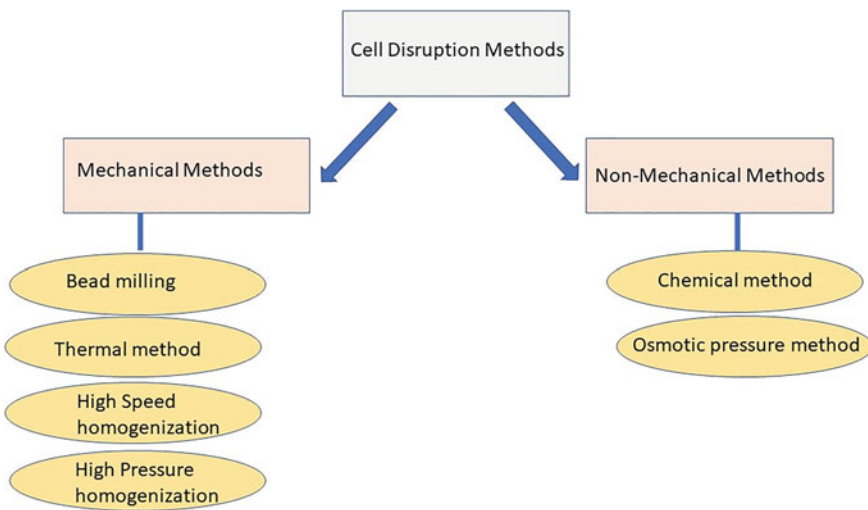 Cell Disruption Methods
Mechanical Methods
Non-Mechanical Methods
Bead milling
Thermal method
High Speed
homogenization
High Pressure
homogenization
Chemical method
Osmotic pressure method